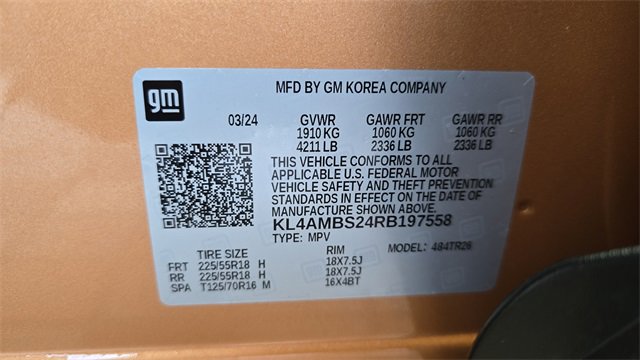 gm
MFD BY GM KOREA COMPANY
03/24 GVWR GAWR FRT GAWR RR
1910 KG 1060 KG 1060 KG
4211 LB 2336 LB 2336 LB
THIS VEHICLE CONFORMS TO ALL
APPLICABLE U.S. FEDERAL MOTOR
VEHICLE SAFETY AND THEFT PREVENTION
STANDARDS IN EFFECT ON THE DATE OF
MANUFACTURE SHOWN ABOVE.
KL4AMBS24RB197558
TYPE: MPV MODEL: 484TR26
TIRE SIZE RIM
FRT 225/55R18 H 18X7.5J
RR 225/55R18 H 18X7.5J
SPA T125/70R16 M 16X4BT